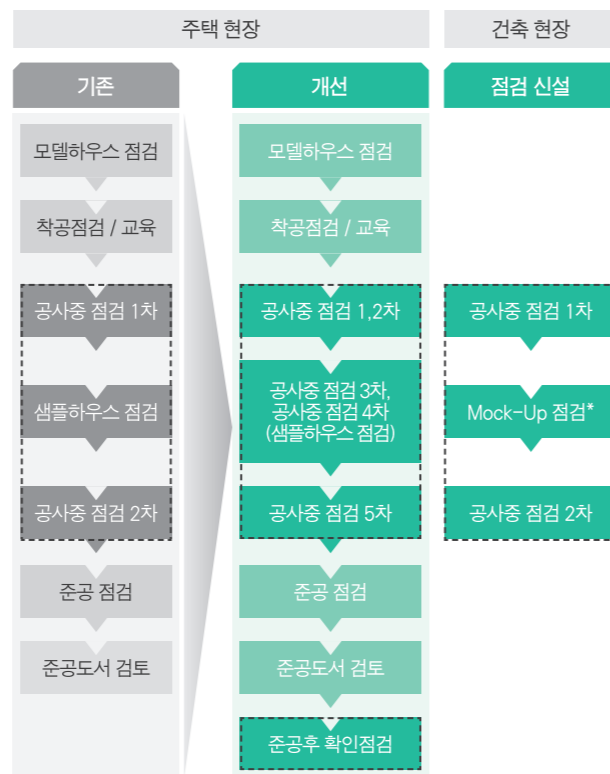 주택 현장
건축 현장
기존
개선
점검 신설
모델하우스 점검
착공점검 / 교육
공사중 점검 1차
샘플하우스 점검
공사중 점검 2차
준공 점검
준공도서 검토
모델하우스 점검
착공점검 / 교육
공사중 점검 1,2차
공사중 점검 3차,
공사중 점검 4차
(샘플하우스 점검)
공사중 점검 5차
준공 점검
준공도서 검토
준공후 확인점검
공사중 점검 1차
Mock-Up 점검*
공사중 점검 2차